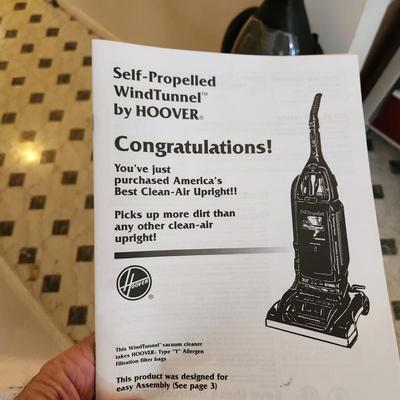 Self-Propelled
WindTunnel™
by HOOVER®
Congratulations!
You've just
purchased America's
Best Clean-Air Upright!!
Picks up more dirt than
any other clean-air
upright!
HOOVER
®
This WindTunnel™ vacuum cleaner
takes HOOVER® Type "Y" Allergen
Filtration filter bags
This product was designed for
easy Assembly (See page 3)